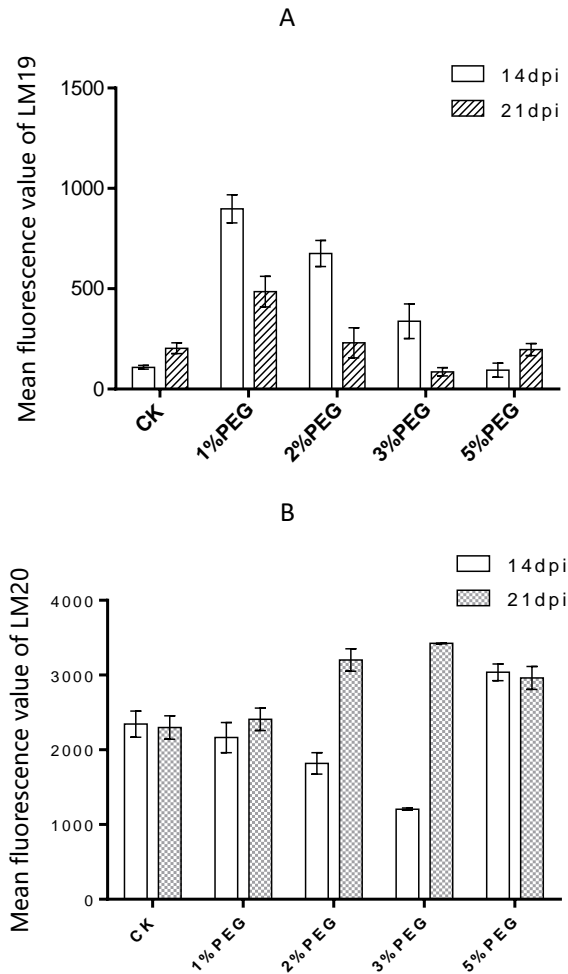 A
Mean fluorescence value of LM19
14dpi
21dpi
1500
1000
500
0
CK
1%PEG
2%PEG
3%PEG
5%PEG
B
Mean fluorescence value of LM20
14dpi
21dpi
4000
3000
2000
1000
0
CK
1%PEG
2%PEG
3%PEG
5%PEG